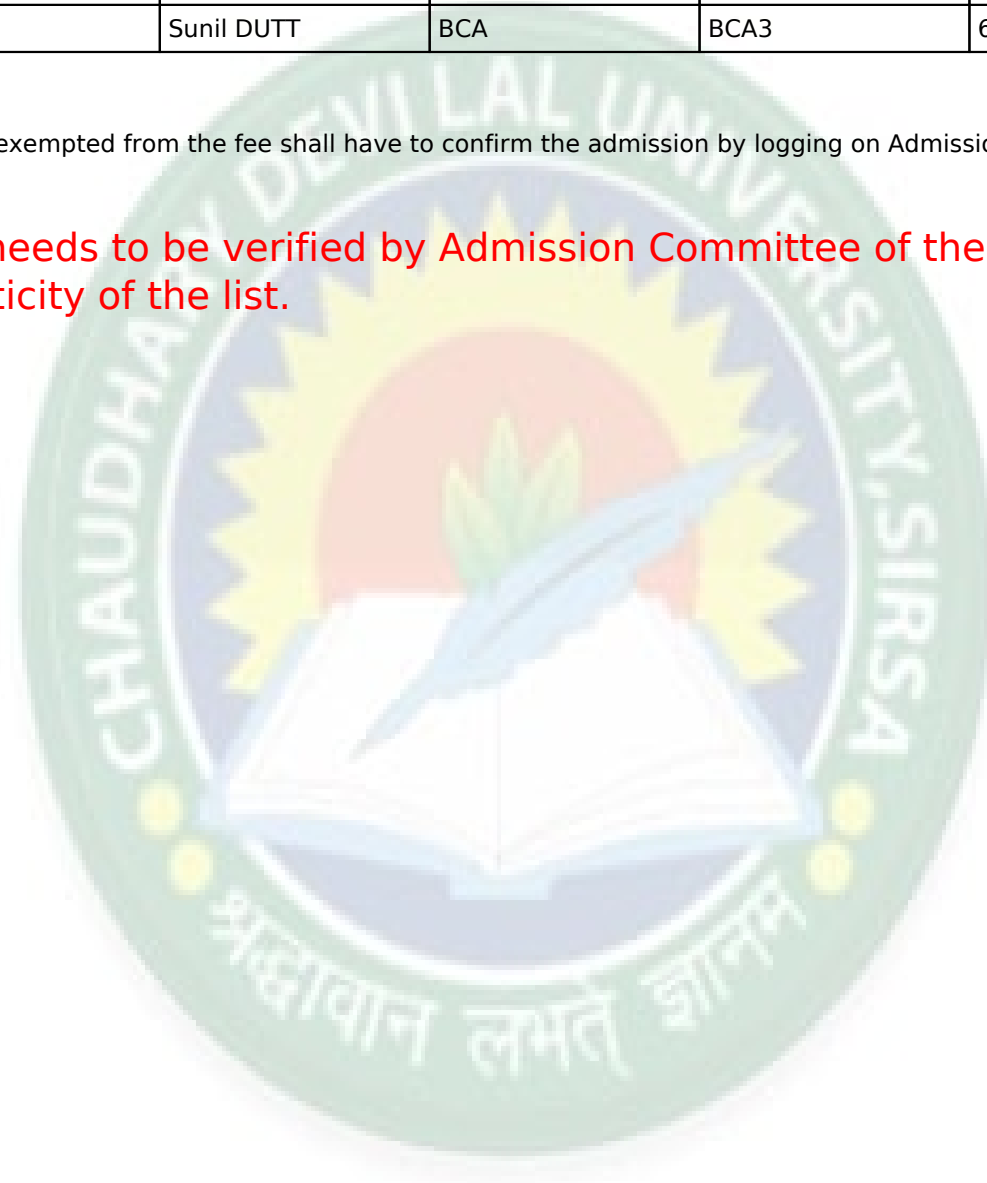 Sunil DUTT BCA BCA3 6
exempted from the fee shall have to confirm the admission by logging on Admissio
needs to be verified by Admission Committee of the
ticity of the list.
CHAUDHARY DEVI LAL UNIVERSITY, SIRSA
श्रद्धावान लभते ज्ञानम